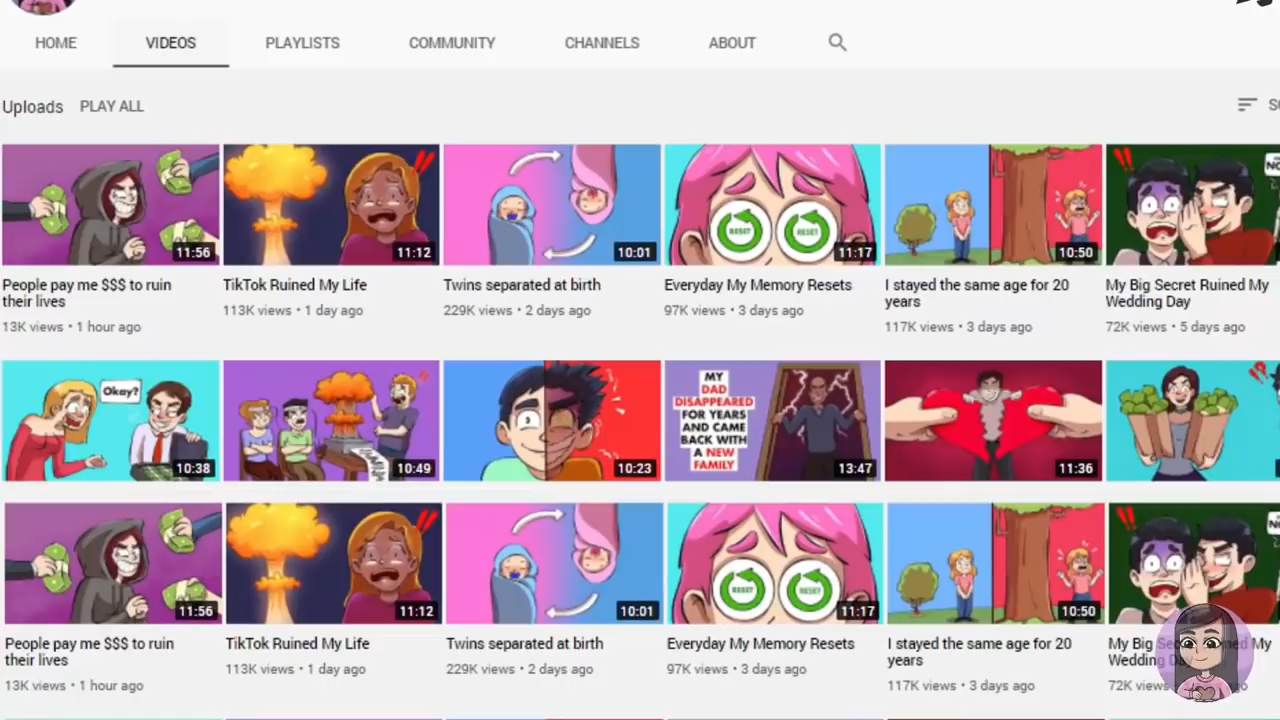 HOME VIDEOS PLAYLISTS COMMUNITY CHANNELS ABOUT
Uploads PLAY ALL
11:56 11:12 10:01 RESET RESET 11:17 10:50
People pay me $$$ to ruin
their lives
13K views • 1 hour ago
TikTok Ruined My Life
113K views • 1 day ago
Twins separated at birth
229K views • 2 days ago
Everyday My Memory Resets
97K views • 3 days ago
I stayed the same age for 20
years
117K views • 3 days ago
My Big Secret Ruined My
Wedding Day
72K views • 5 days ago
Okay?
10:38
10:49
10:23
MY
DAD
DISAPPEARED
FOR YEARS
AND CAME
BACK WITH
A NEW
FAMILY
13:47
11:36
11:56 11:12 10:01 RESET RESET 11:17 10:50
People pay me $$$ to ruin
their lives
13K views • 1 hour ago
TikTok Ruined My Life
113K views • 1 day ago
Twins separated at birth
229K views • 2 days ago
Everyday My Memory Resets
97K views • 3 days ago
I stayed the same age for 20
years
117K views • 3 days ago
My Big My
Wedding
72K views